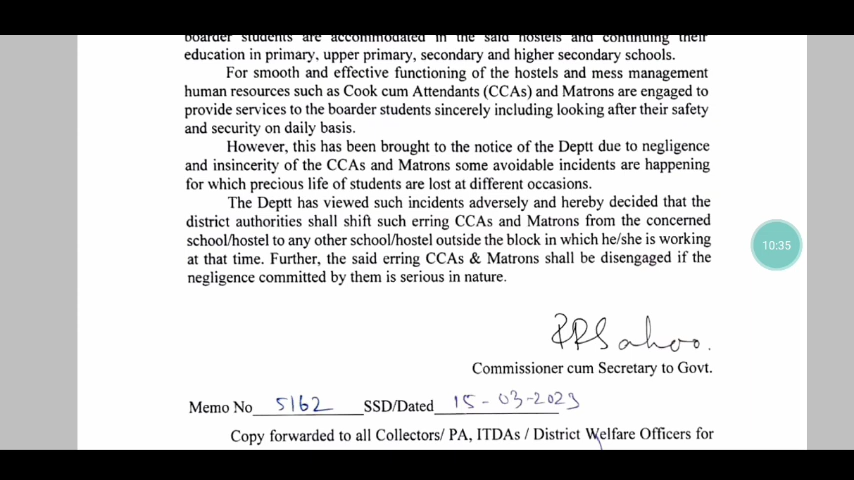 boarder students are accommodated in the said hostels and continuing their
education in primary, upper primary, secondary and higher secondary schools.
For smooth and effective functioning of the hostels and mess management
human resources such as Cook cum Attendants (CCAs) and Matrons are engaged to
provide services to the boarder students sincerely including looking after their safety
and security on daily basis.
However, this has been brought to the notice of the Deptt due to negligence
and insincerity of the CCAs and Matrons some avoidable incidents are happening
for which precious life of students are lost at different occasions.
The Deptt has viewed such incidents adversely and hereby decided that the
district authorities shall shift such erring CCAs and Matrons from the concerned
school/hostel to any other school/hostel outside the block in which he/she is working
at that time. Further, the said erring CCAs & Matrons shall be disengaged if the
negligence committed by them is serious in nature.
10:35
Sahoo.
Commissioner cum Secretary to Govt.
Memo No 5162 SSD/Dated 15-03-2023
Copy forwarded to all Collectors/ PA, ITDAs / District Welfare Officers for